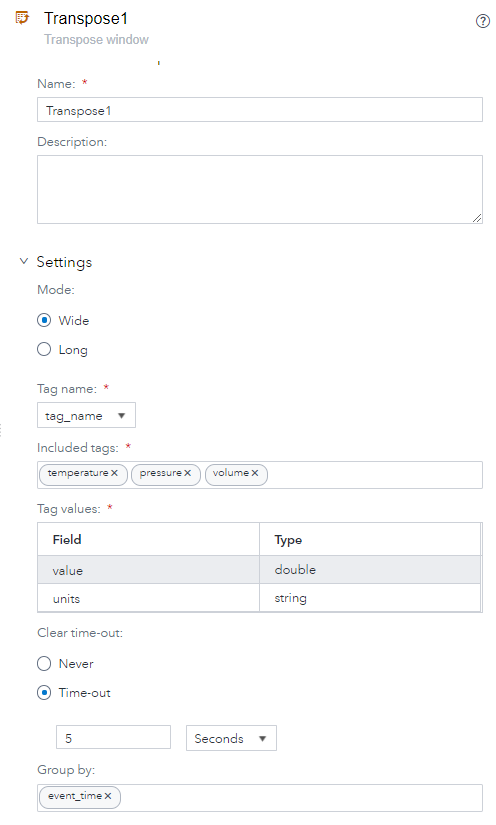 Transpose1
Transpose window
Name: *
Transpose1
Description:
Settings
Mode:
Wide
Long
Tag name: *
tag_name
Included tags: *
temperature × pressure × volume ×
Tag values: *
Field Type
value double
units string
Clear time-out:
Never
Time-out
5 Seconds
Group by:
event_time ×